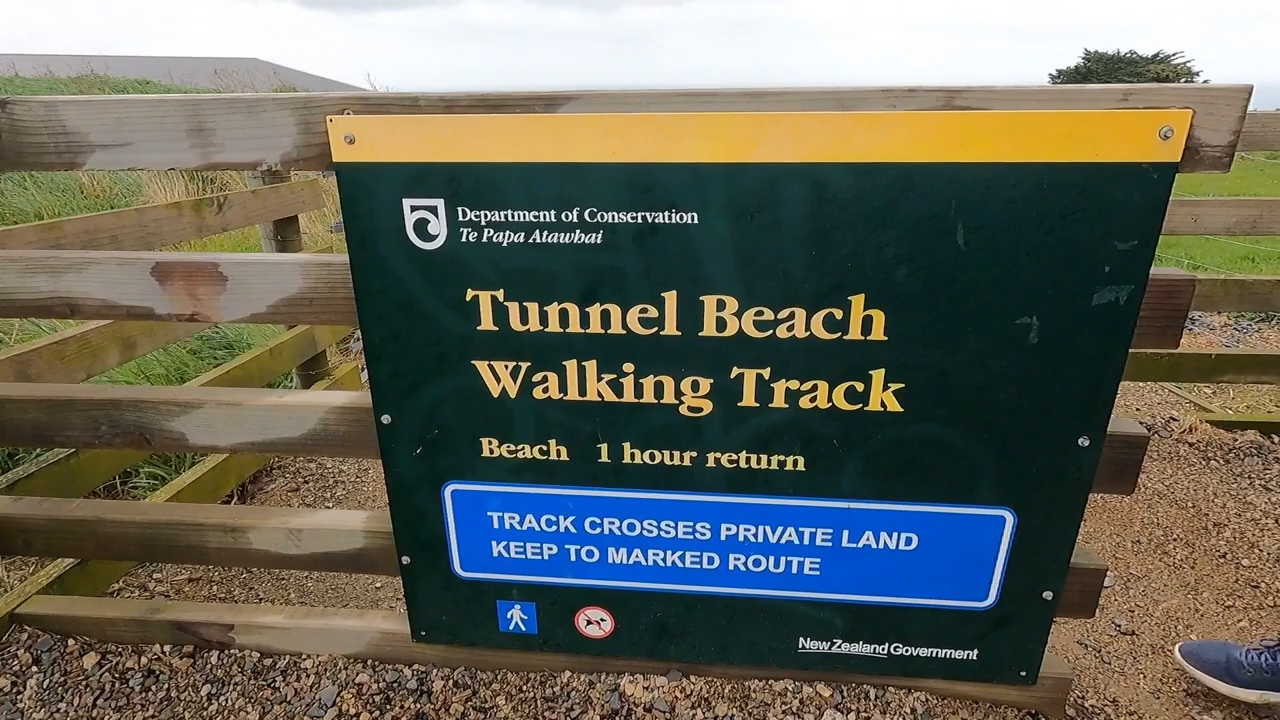 Department of Conservation
Te Papa Atawhai
Tunnel Beach
Walking Track
Beach 1 hour return
TRACK CROSSES PRIVATE LAND
KEEP TO MARKED ROUTE
New Zealand Government